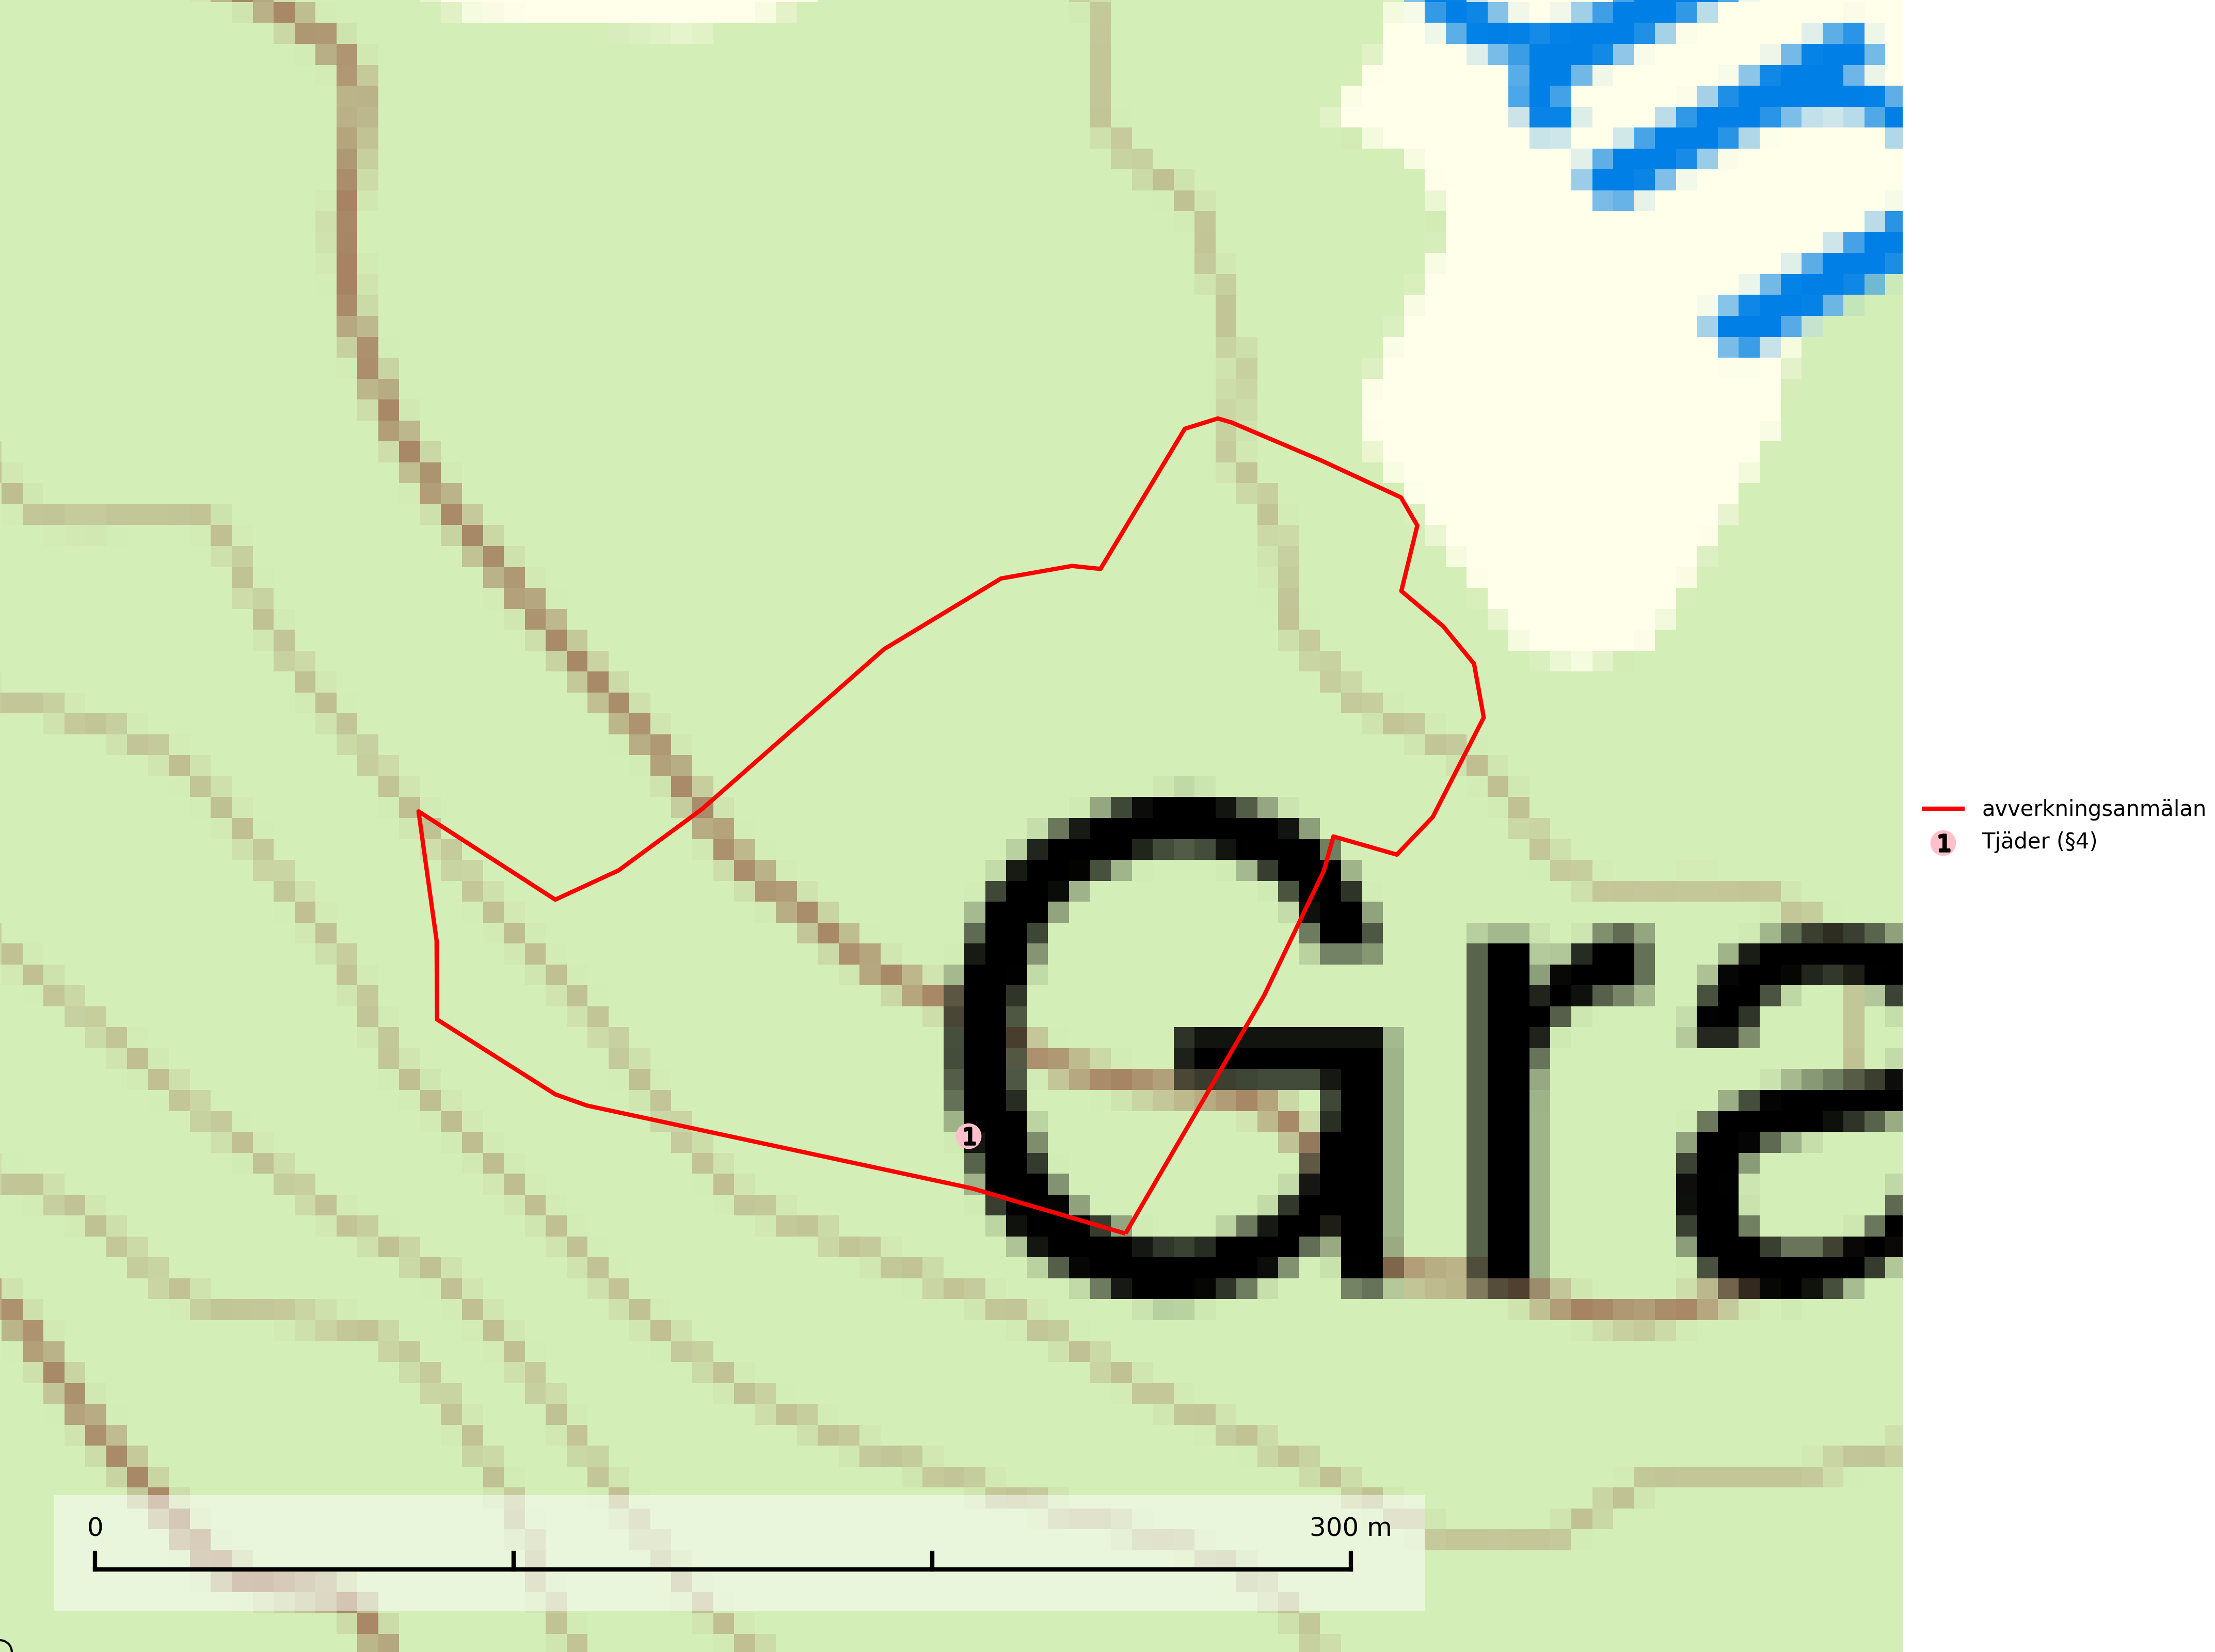 Gra
1
avverkningsanmälan
1 Tjäder (§4)
0 300 m